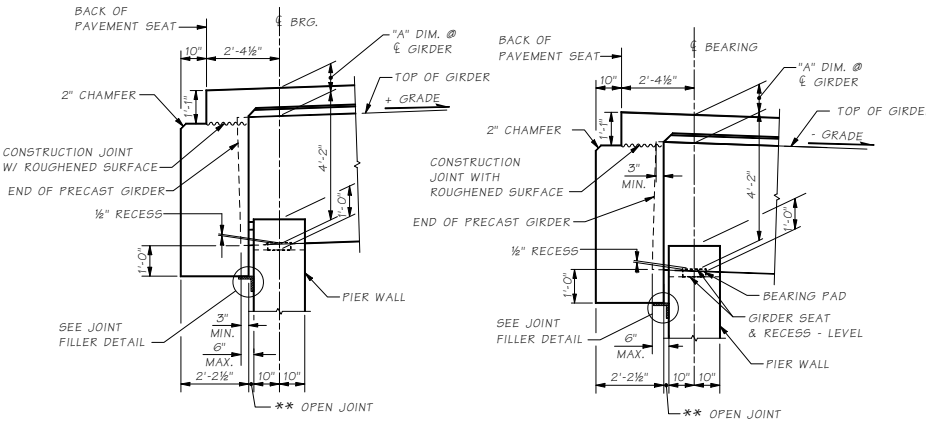 BACK OF
PAVEMENT SEAT
℄ BRG.
"A" DIM. @
℄ GIRDER
10"
2'-4½"
TOP OF GIRDER
+ GRADE
2" CHAMFER
1'-1"
CONSTRUCTION JOINT
W/ ROUGHENED SURFACE
4'-2"
END OF PRECAST GIRDER
1'-0"
½" RECESS
1'-0"
PIER WALL
SEE JOINT
FILLER DETAIL
3"
MIN.
6"
MAX.
2'-2½"
10"
10"
** OPEN JOINT
BACK OF
PAVEMENT SEAT
℄ BEARING
"A" DIM. @
℄ GIRDER
10"
2'-4½"
TOP OF GIRDE
- GRADE
2" CHAMFER
1'-1"
CONSTRUCTION
JOINT WITH
ROUGHENED SURFACE
3"
MIN.
4'-2"
END OF PRECAST GIRDER
1'-0"
½" RECESS
1'-0"
BEARING PAD
GIRDER SEAT
& RECESS - LEVEL
SEE JOINT
FILLER DETAIL
PIER WALL
6"
MAX.
2'-2½"
10"
10"
** OPEN JOINT